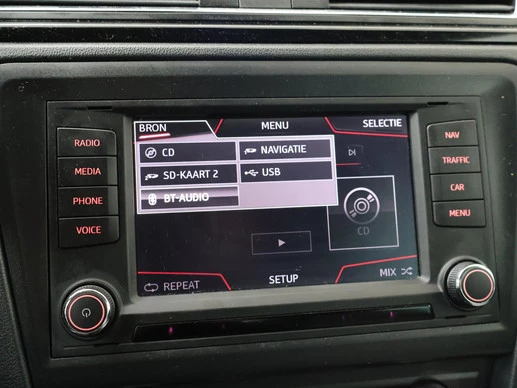 BRON MENU SELECTIE
CD NAVIGATIE
SD-KAART 2 USB
BT-AUDIO
CD
REPEAT SETUP MIX
RADIO
MEDIA
PHONE
VOICE
NAV
TRAFFIC
CAR
MENU